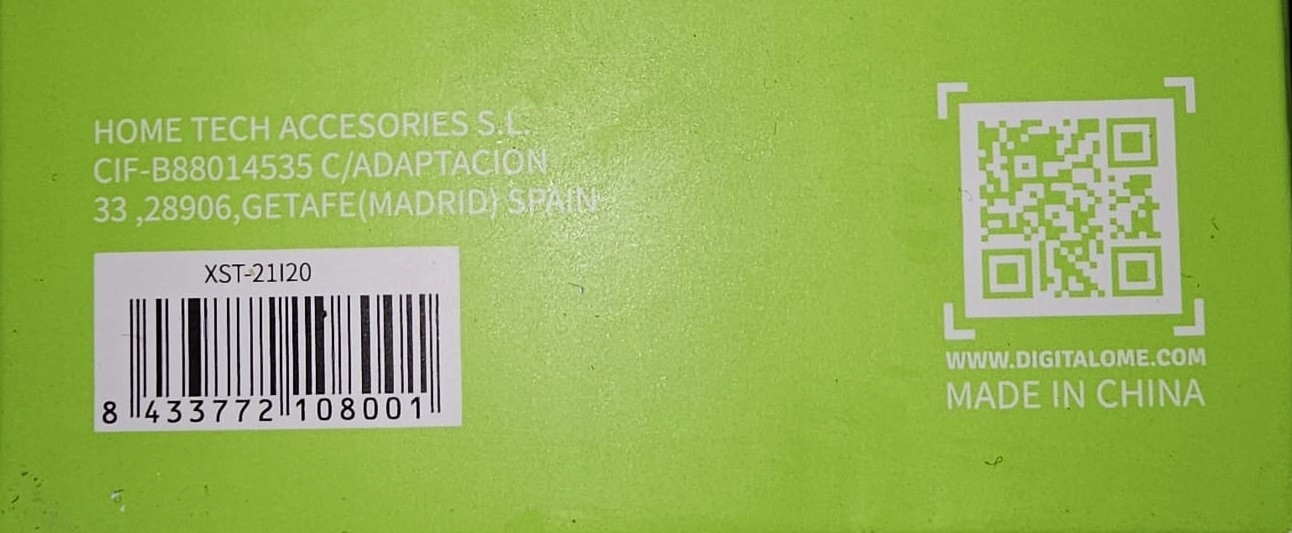 HOME TECH ACCESORIES S.L.
CIF-B88014535 C/ADAPTACION
33 ,28906,GETAFE(MADRID) SPAIN
XST-21I20
8 433772 108001
WWW.DIGITALOME.COM
MADE IN CHINA